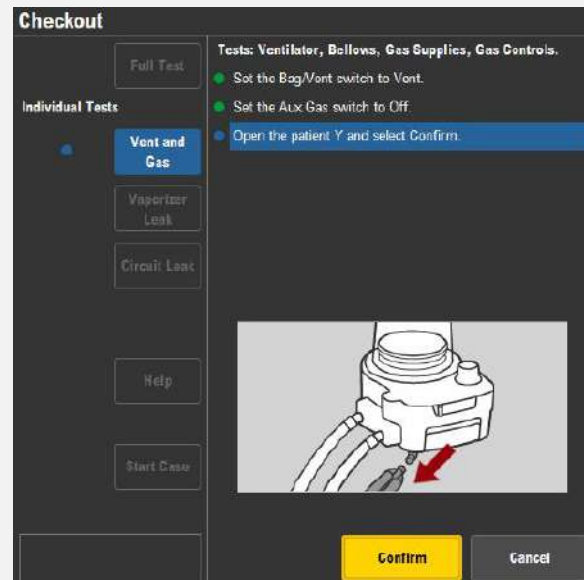 Checkout
Full Test
Individual Tests
Vent and
Gas
Vaporizer
Leak
Circuit Leak
Help
Start Case
Tests: Ventilator, Bellows, Gas Supplies, Gas Controls.
Set the Bag/Vent switch to Vent.
Set the Aux Gas switch to Off.
Open the patient Y and select Confirm.
Confirm
Cancel